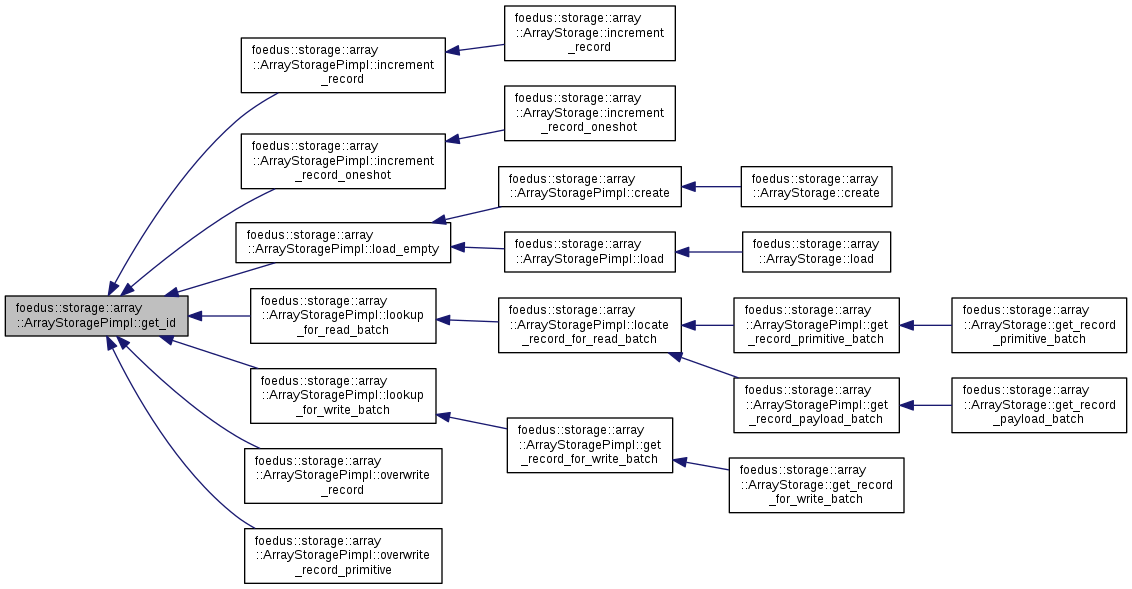 foedus::storage::array
::ArrayStoragePimpl::get_id
foedus::storage::array
::ArrayStoragePimpl::increment
_record
foedus::storage::array
::ArrayStorage::increment
_record
foedus::storage::array
::ArrayStoragePimpl::increment
_record_oneshot
foedus::storage::array
::ArrayStorage::increment
_record_oneshot
foedus::storage::array
::ArrayStoragePimpl::load_empty
foedus::storage::array
::ArrayStoragePimpl::create
foedus::storage::array
::ArrayStorage::create
foedus::storage::array
::ArrayStoragePimpl::load
foedus::storage::array
::ArrayStorage::load
foedus::storage::array
::ArrayStoragePimpl::lookup
_for_read_batch
foedus::storage::array
::ArrayStoragePimpl::locate
_record_for_read_batch
foedus::storage::array
::ArrayStoragePimpl::get
_record_primitive_batch
foedus::storage::array
::ArrayStorage::get_record
_primitive_batch
foedus::storage::array
::ArrayStoragePimpl::get
_record_payload_batch
foedus::storage::array
::ArrayStorage::get_record
_payload_batch
foedus::storage::array
::ArrayStoragePimpl::lookup
_for_write_batch
foedus::storage::array
::ArrayStoragePimpl::get
_record_for_write_batch
foedus::storage::array
::ArrayStorage::get_record
_for_write_batch
foedus::storage::array
::ArrayStoragePimpl::overwrite
_record
foedus::storage::array
::ArrayStoragePimpl::overwrite
_record_primitive